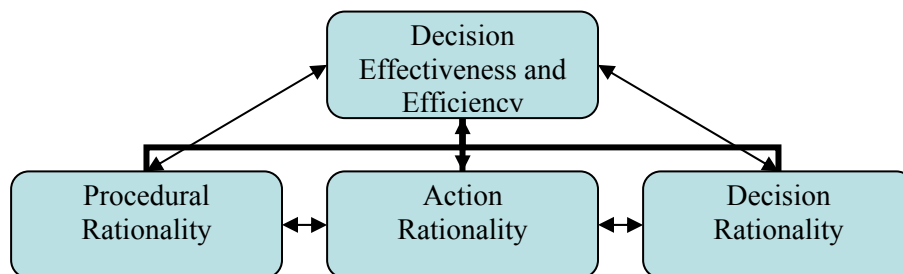 Decision
Effectiveness and
Efficiency
Procedural
Rationality
Action
Rationality
Decision
Rationality